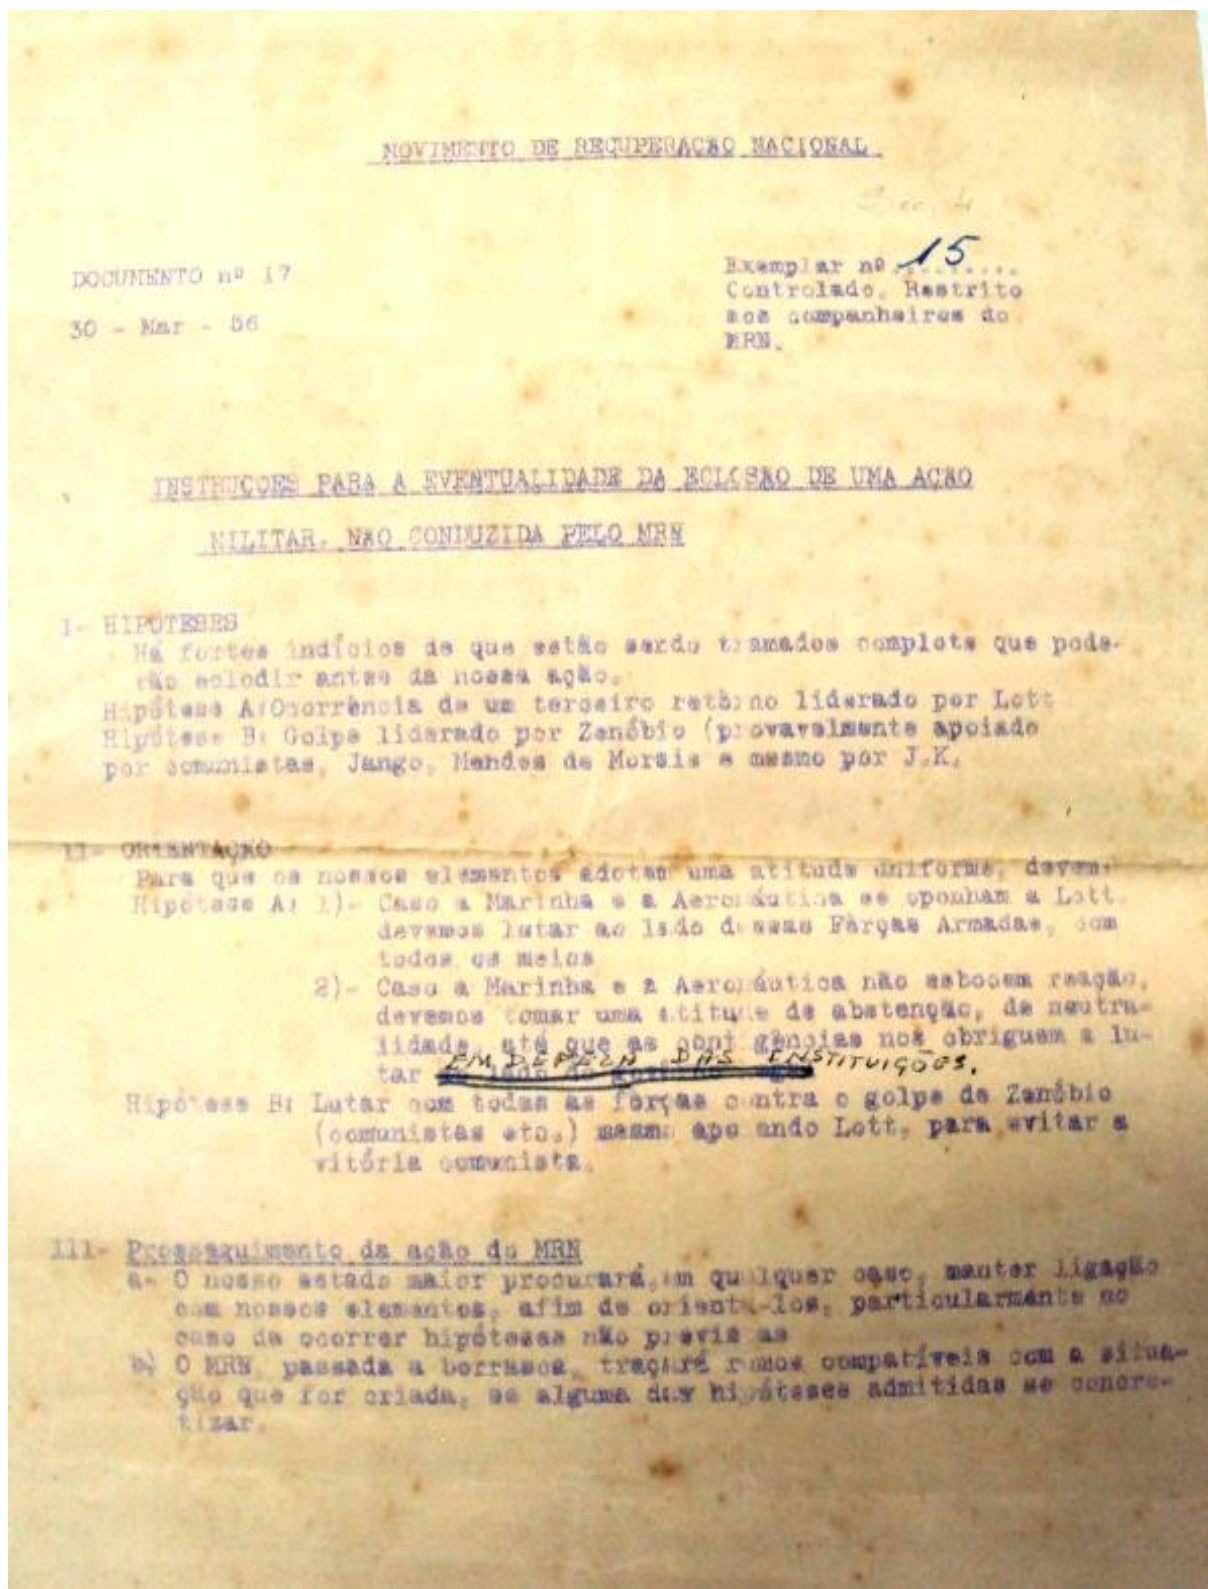 MOVIMENTO DE RECUPERAÇÃO NACIONAL
DOCUMENTO nº 17
30 - Mar - 56
Exemplar nº 15
Controlado, Restrito
aos companheiros do
MRN.
INSTRUÇÕES PARA A EVENTUALIDADE DA ECLOSÃO DE UMA AÇÃO
MILITAR, NÃO CONDUZIDA PELO MRN
I- HIPÓTESES
Há fortes indícios de que estão sendo tramados complots que pode-
rão eclodir antes da nossa ação.
Hipótese A: Ocorrência de um terceiro retôrno liderado por Lott
Hipótese B: Golpe liderado por Zenóbio (provavelmente apoiado
por comunistas, Jango, Mendes de Morais e mesmo por J.K.
II- ORIENTAÇÃO
Para que os nossos elementos adotem uma atitude uniforme, devem:
Hipótese A: 1)- Caso a Marinha e a Aeronáutica se oponham a Lott
devemos lutar ao lado dessas Fôrças Armadas, com
todos os meios
2)- Caso a Marinha e a Aeronáutica não esbocem reação,
devemos tomar uma atitude de abstenção, de neutra-
lidade, até que as contigências nos obriguem a lu-
tar EM DEFEZA DAS INSTITUIÇÕES.
Hipótese B: Lutar com todas as forças contra o golpe de Zenóbio
(comunistas etc.) mesmo apoiando Lott, para evitar a
vitória comunista.
III- Prosseguimento da ação do MRN
a- O nosso estado maior procurará, em qualquer caso, manter ligação
com nossos elementos, afim de orientá-los, particularmente no
caso de ocorrer hipóteses não previstas
b) O MRN, passada a borrasca, traçará rumos compatíveis com a situa-
ção que for criada, se alguma das hipóteses admitidas se concre-
tizar.